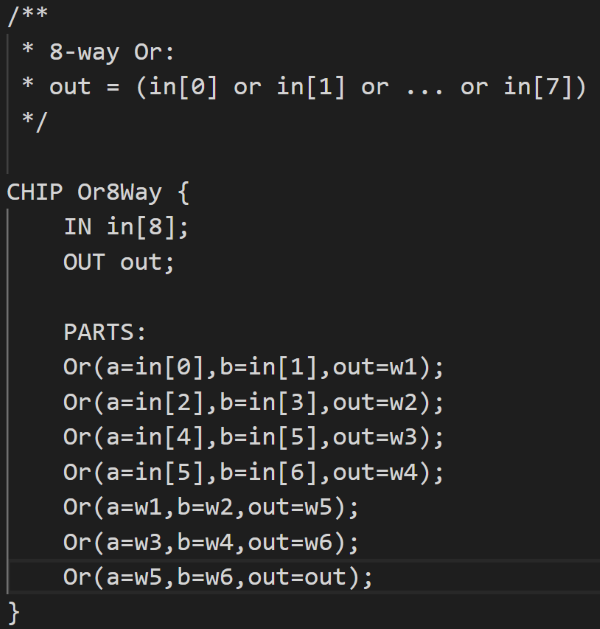 /**
 * 8-way Or:
 * out = (in[0] or in[1] or ... or in[7])
 */
CHIP Or8Way {
    IN in[8];
    OUT out;
    PARTS:
    Or(a=in[0],b=in[1],out=w1);
    Or(a=in[2],b=in[3],out=w2);
    Or(a=in[4],b=in[5],out=w3);
    Or(a=in[5],b=in[6],out=w4);
    Or(a=w1,b=w2,out=w5);
    Or(a=w3,b=w4,out=w6);
    Or(a=w5,b=w6,out=out);
}